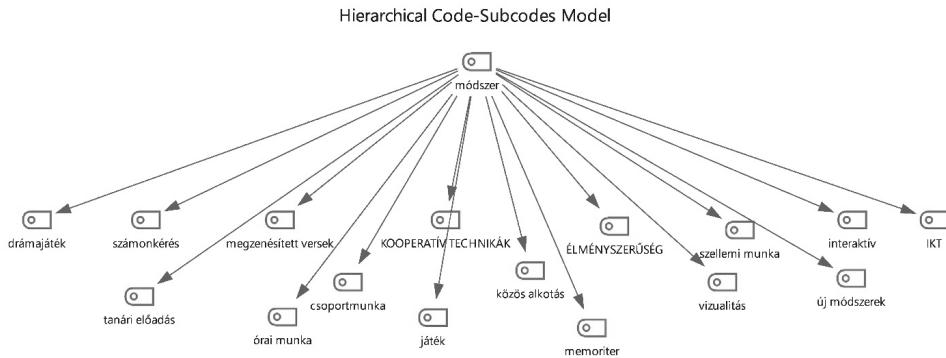 Hierarchical Code-Subcodes Model
módszer
drámajáték
számonkérés
megzenésített versek
KOOPERATÍV TECHNIKÁK
ÉLMÉNYSZERŰSÉG
szellemi munka
interaktív
IKT
tanári előadás
csoportmunka
közös alkotás
vizualitás
új módszerek
órai munka
játék
memoriter